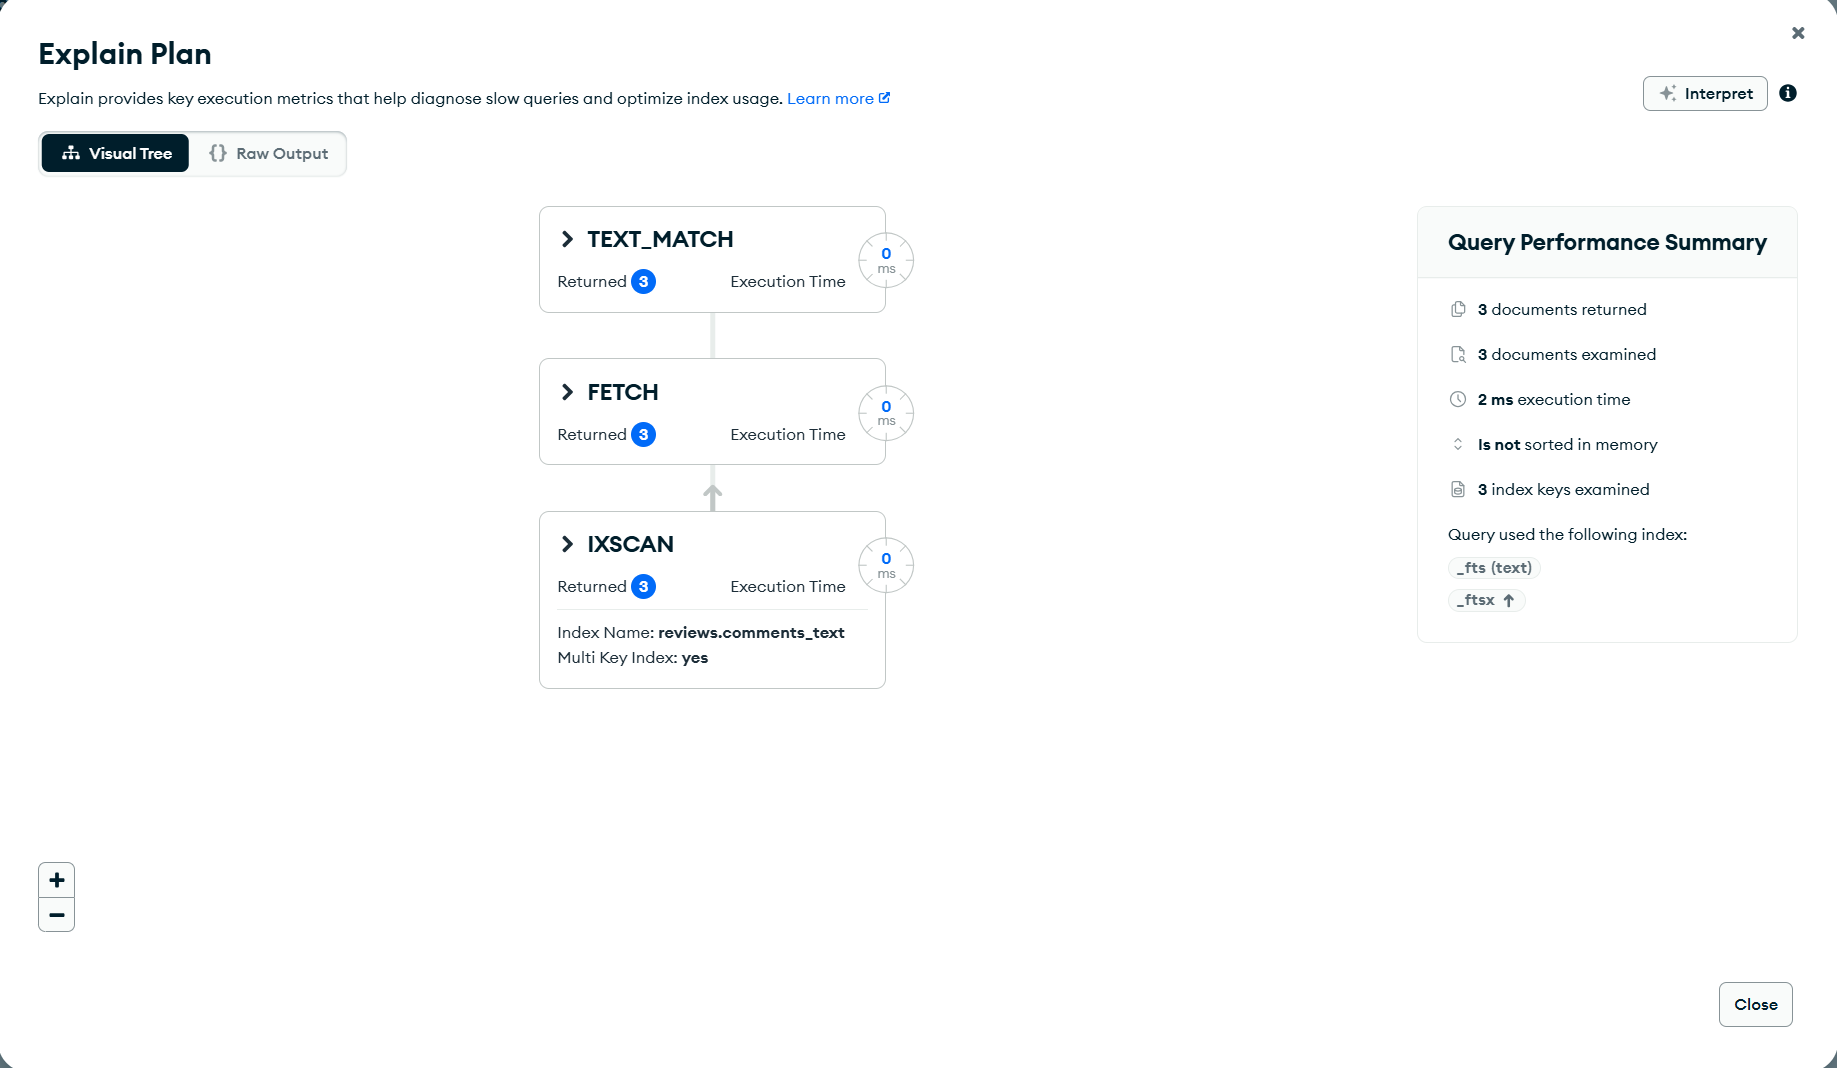 Explain Plan
Explain provides key execution metrics that help diagnose slow queries and optimize index usage. Learn more
Interpret
Visual Tree
{} Raw Output
TEXT_MATCH
Returned 3 Execution Time
0
ms
FETCH
Returned 3 Execution Time
0
ms
IXSCAN
Returned 3 Execution Time
0
ms
Index Name: reviews.comments_text
Multi Key Index: yes
Query Performance Summary
3 documents returned
3 documents examined
2 ms execution time
Is not sorted in memory
3 index keys examined
Query used the following index:
_fts (text)
_ftsx ↑
+
−
Close